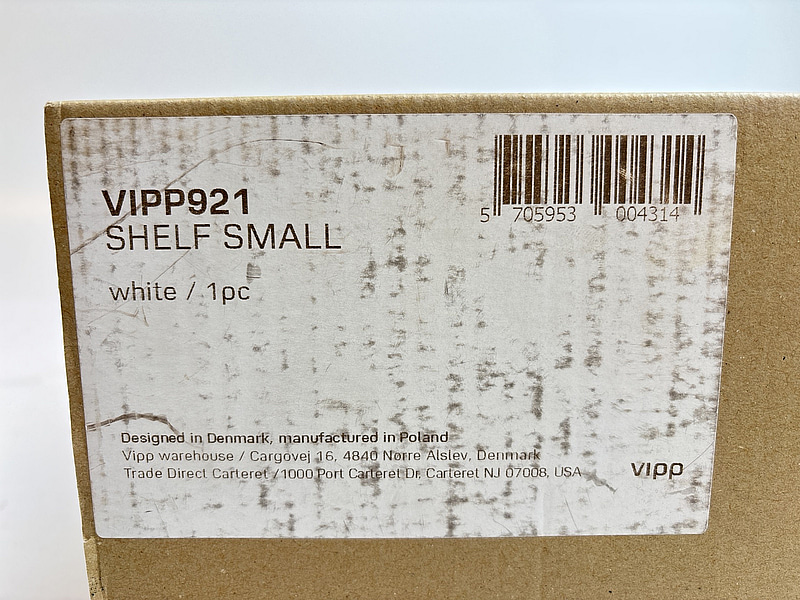 VIPP921
SHELF SMALL
white / 1pc
5 705953 004314
Designed in Denmark, manufactured in Poland
Vipp warehouse / Cargovej 16, 4840 Nørre Alslev, Denmark
Trade Direct Carteret /1000 Port Carteret Dr, Carteret NJ 07008, USA
vipp